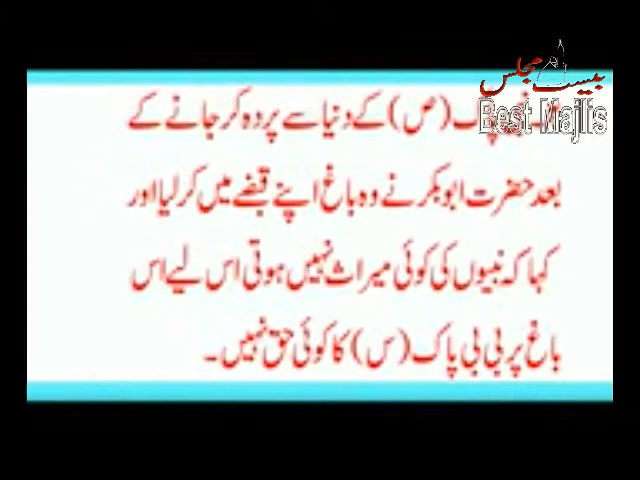 بیسٹ مجلس
Best Majlis
پاک (ص) کے دنیا سے پردہ کر جانے کے
بعد حضرت ابوبکر نے وہ باغ اپنے قبضے میں کر لیا اور
کہا کہ نبیوں کی کوئی میراث نہیں ہوتی اس لیے اس
باغ پر بی بی پاک (س) کا کوئی حق نہیں۔